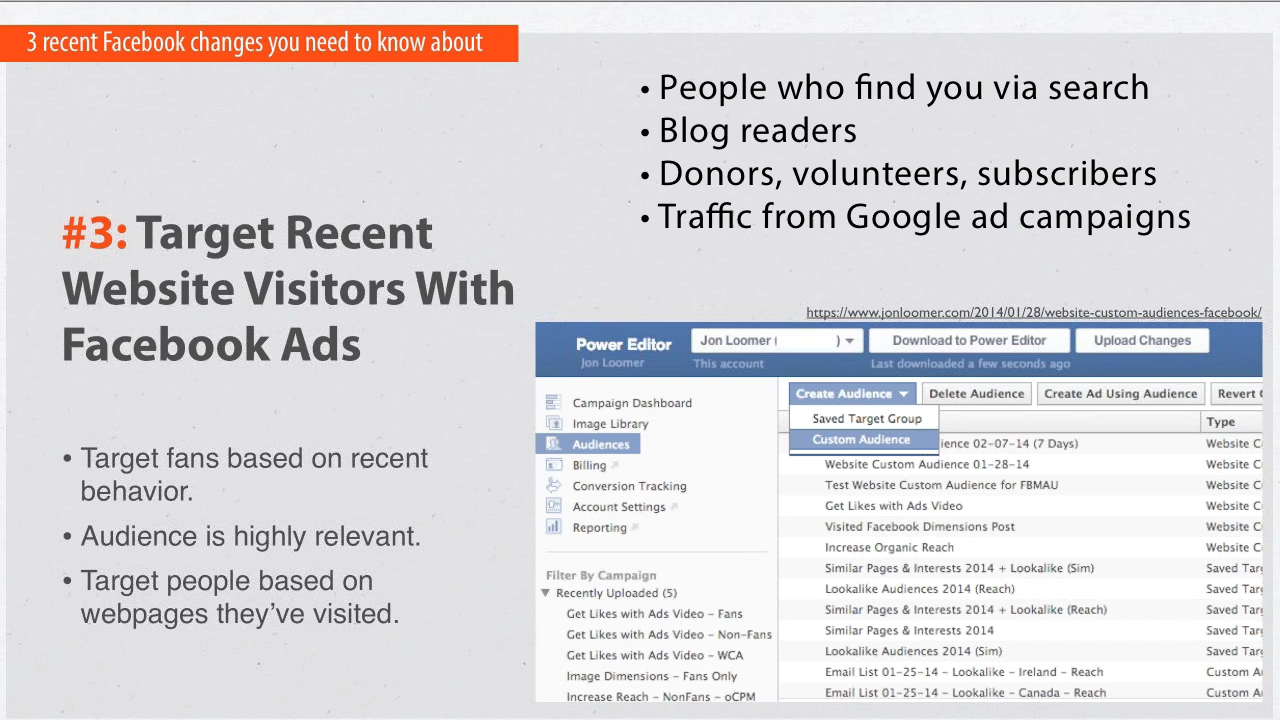 3 recent Facebook changes you need to know about
• People who find you via search
• Blog readers
• Donors, volunteers, subscribers
• Traffic from Google ad campaigns
#3: Target Recent
Website Visitors With
Facebook Ads
• Target fans based on recent
behavior.
• Audience is highly relevant.
• Target people based on
webpages they’ve visited.
https://www.jonloomer.com/2014/01/28/website-custom-audiences-facebook/
Power Editor
Jon Loomer
Jon Loomer ( )
This account
Download to Power Editor
Last downloaded a few seconds ago
Upload Changes
Campaign Dashboard
Image Library
Audiences
Billing
Conversion Tracking
Account Settings
Reporting
Filter By Campaign
Recently Uploaded (5)
Get Likes with Ads Video – Fans
Get Likes with Ads Video – Non-Fans
Get Likes with Ads Video – WCA
Image Dimensions – Fans Only
Increase Reach – NonFans – oCPM
Create Audience
Delete Audience
Create Ad Using Audience
Revert
Saved Target Group
Custom Audience
Type
ience 02-07-14 (7 Days) Website C
Website Custom Audience 01-28-14 Website C
Test Website Custom Audience for FBMAU Website C
Get Likes with Ads Video Website C
Visited Facebook Dimensions Post Website C
Increase Organic Reach Website C
Similar Pages & Interests 2014 + Lookalike (Sim) Saved Tar
Lookalike Audiences 2014 (Reach) Saved Tar
Similar Pages & Interests 2014 + Lookalike (Reach) Saved Tar
Similar Pages & Interests 2014 Saved Tar
Lookalike Audiences 2014 (Sim) Saved Tar
Email List 01-25-14 – Lookalike – Ireland – Reach Custom A
Email List 01-25-14 – Lookalike – Canada – Reach Custom A